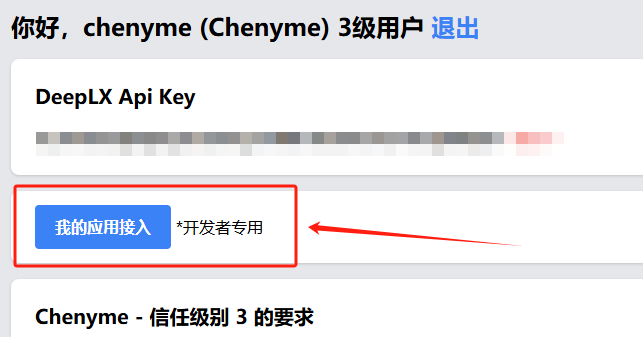 你好，chenyme (Chenyme) 3级用户 退出
DeepLX Api Key
我的应用接入 *开发者专用
Chenyme - 信任级别 3 的要求